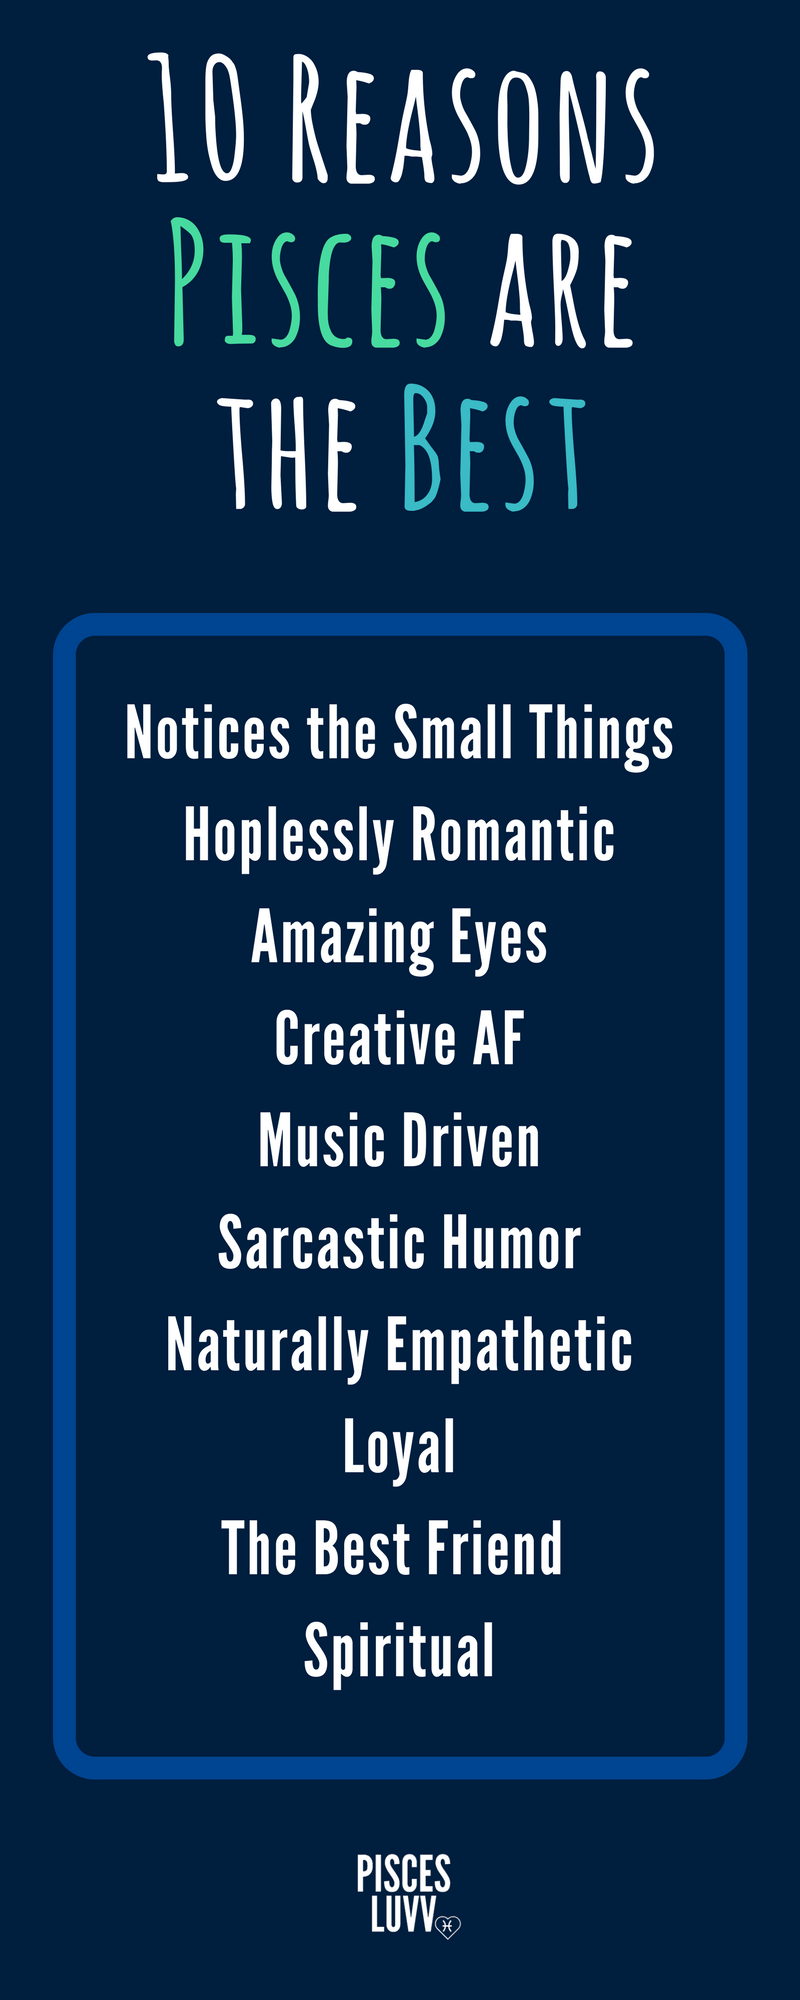 10 Reasons
Pisces are
the Best
Notices the Small Things
Hoplessly Romantic
Amazing Eyes
Creative AF
Music Driven
Sarcastic Humor
Naturally Empathetic
Loyal
The Best Friend
Spiritual
PISCES
LUVV